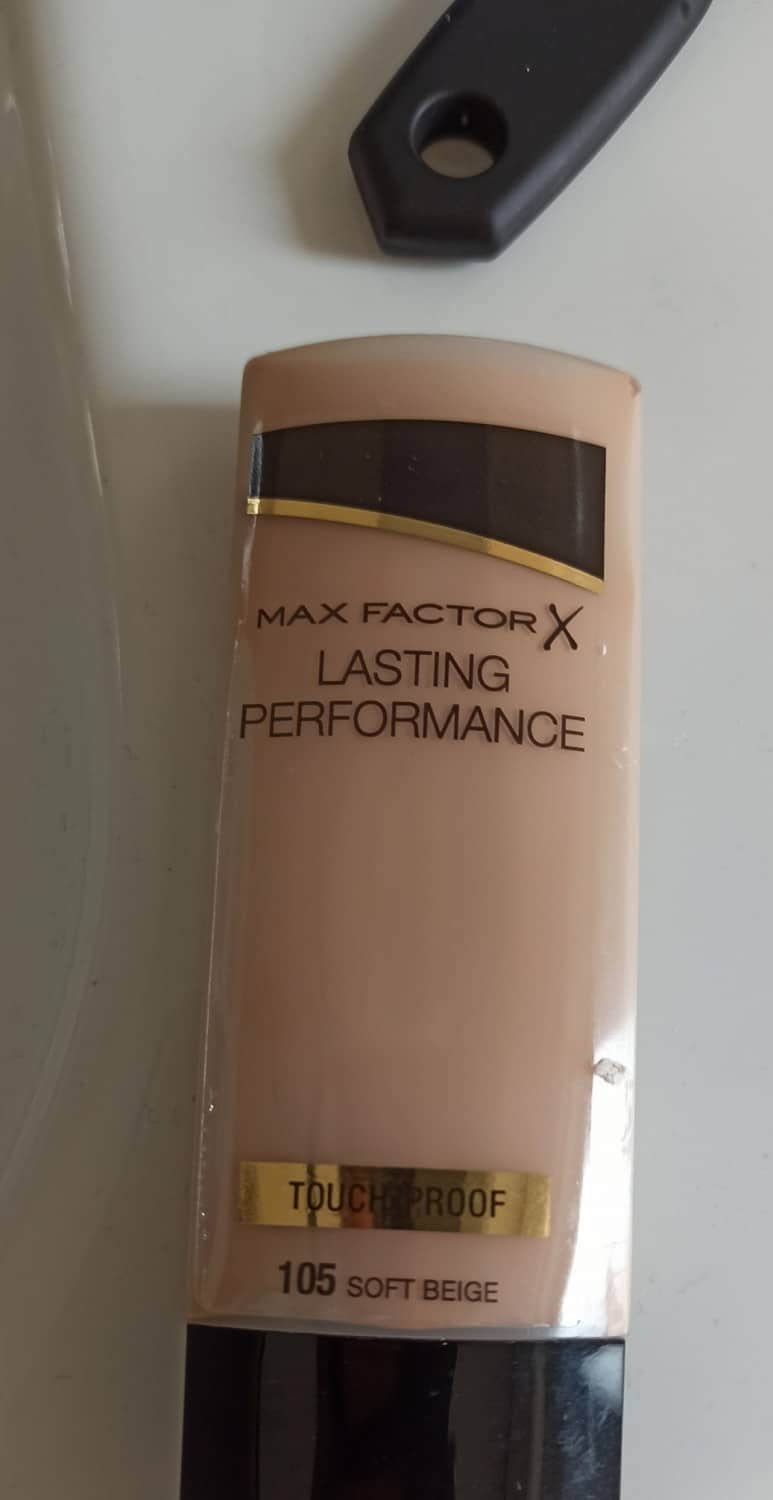 MAX FACTOR X
LASTING
PERFORMANCE
TOUCH PROOF
105 SOFT BEIGE